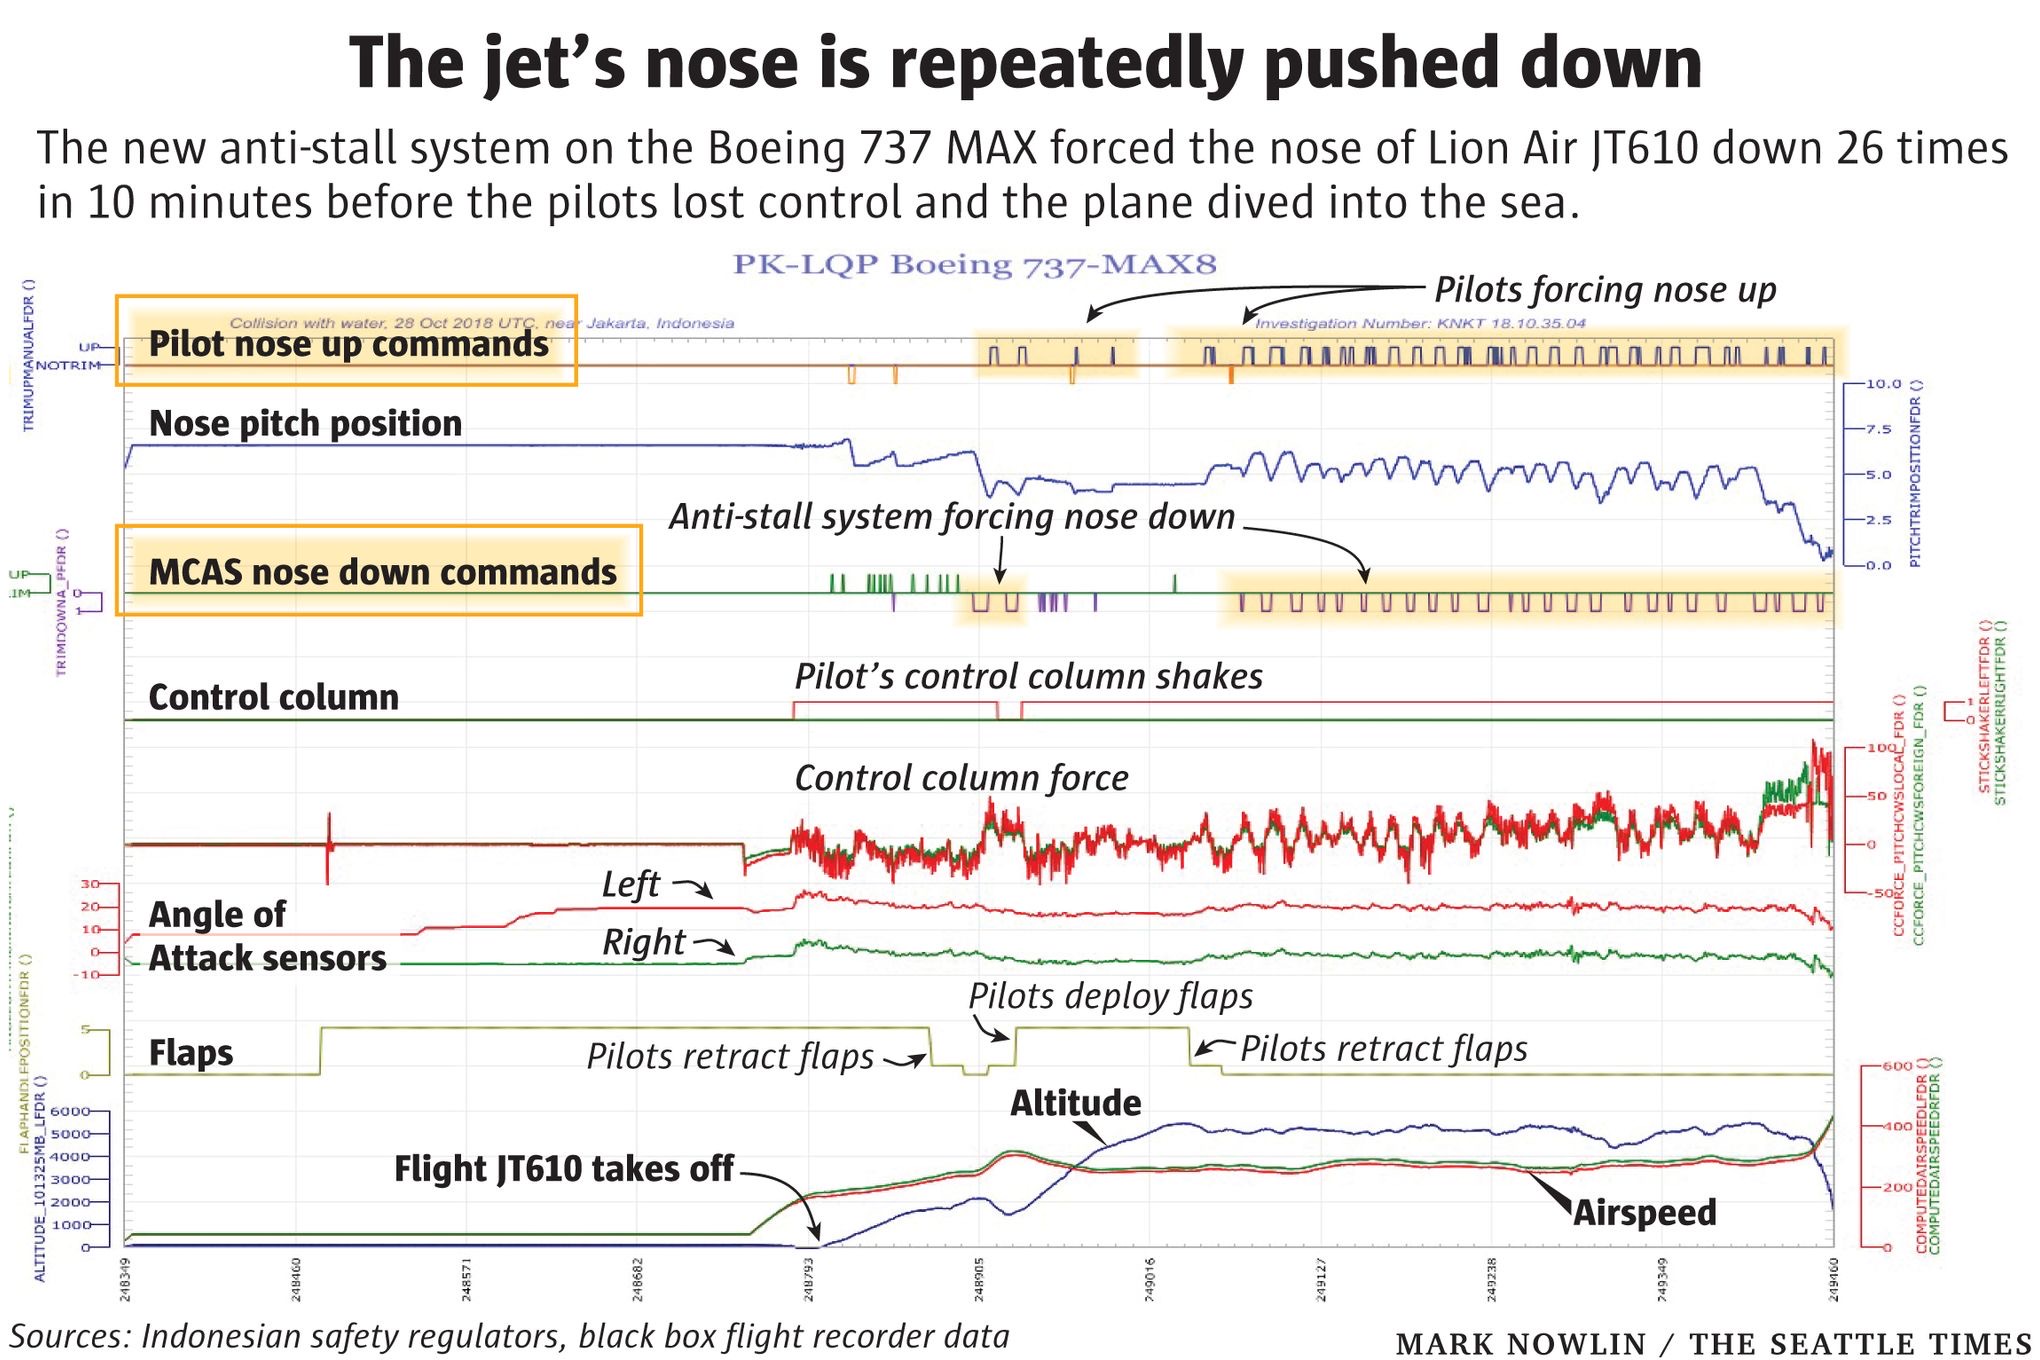 The jet's nose is repeatedly pushed down
The new anti-stall system on the Boeing 737 MAX forced the nose of Lion Air JT610 down 26 times
in 10 minutes before the pilots lost control and the plane dived into the sea.
PK-LQP Boeing 737-MAX8
Pilots forcing nose up
Collision with water, 28 Oct 2018 UTC, near Jakarta, Indonesia
Investigation Number: KNKT 18.10.35.04
Pilot nose up commands
TRIMUPMANUALFDR ()
UP
NOTRIM
Nose pitch position
10.0
7.5
5.0
2.5
0.0
PITCHTRIMPOSITIONFDR ()
Anti-stall system forcing nose down
MCAS nose down commands
UP
IM
0
1
TRIMDOWNA_PFDR ()
Control column
Pilot's control column shakes
1
0
STICKSHAKERLEFTFDR ()
STICKSHAKERRIGHTFDR ()
Control column force
100
50
0
-50
CCFORCE_PITCHCWSLOCAL_FDR ()
CCFORCE_PITCHCWSFOREIGN_FDR ()
Left
30
20
10
0
-10
Angle of
Attack sensors
Right
Pilots deploy flaps
5
0
Flaps
FLAPHANDLEPOSITIONFDR ()
Pilots retract flaps
Pilots retract flaps
Altitude
6000
5000
4000
3000
2000
1000
0
ALTITUDE_101325MB_LFDR ()
Flight JT610 takes off
Airspeed
600
400
200
0
COMPUTEDAIRSPEEDLFDR ()
COMPUTEDAIRSPEEDRFDR ()
248349
248460
248571
248682
248793
248905
249016
249127
249238
249349
249460
Sources: Indonesian safety regulators, black box flight recorder data
MARK NOWLIN / THE SEATTLE TIMES